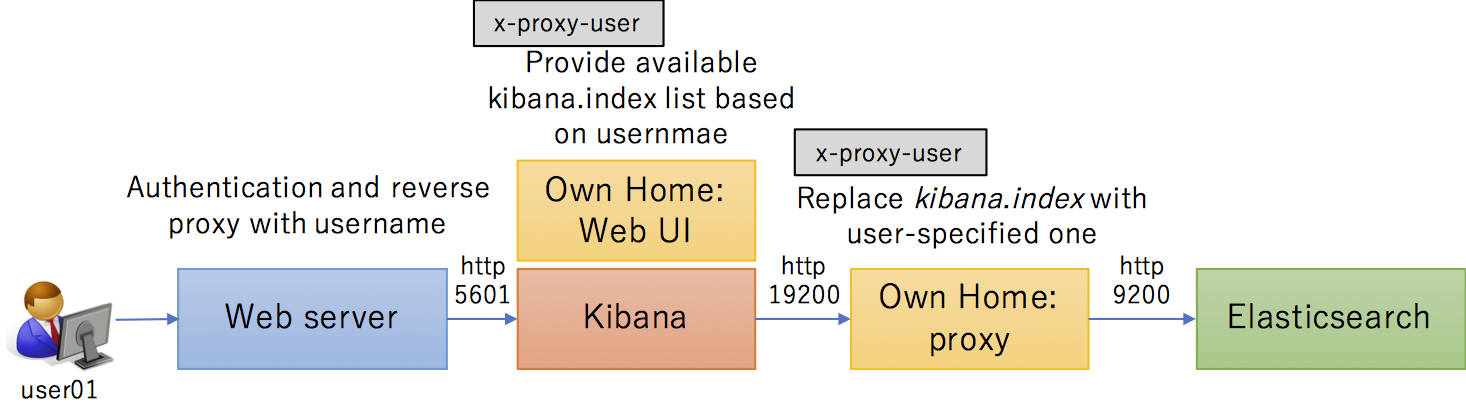 x-proxy-user
Provide available
kibana.index list based
on usernmae
x-proxy-user
Authentication and reverse
proxy with username
Own Home:
Web UI
Replace kibana.index with
user-specified one
http
5601
http
19200
http
9200
Web server
Kibana
Own Home:
proxy
Elasticsearch
user01